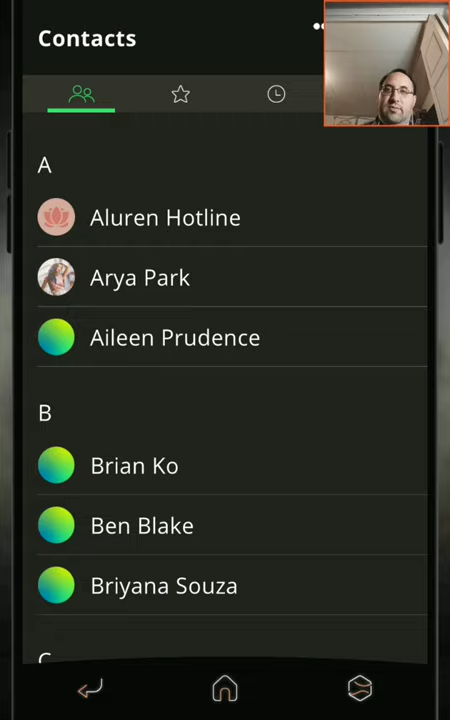 Contacts
A
Aluren Hotline
Arya Park
Aileen Prudence
B
Brian Ko
Ben Blake
Briyana Souza